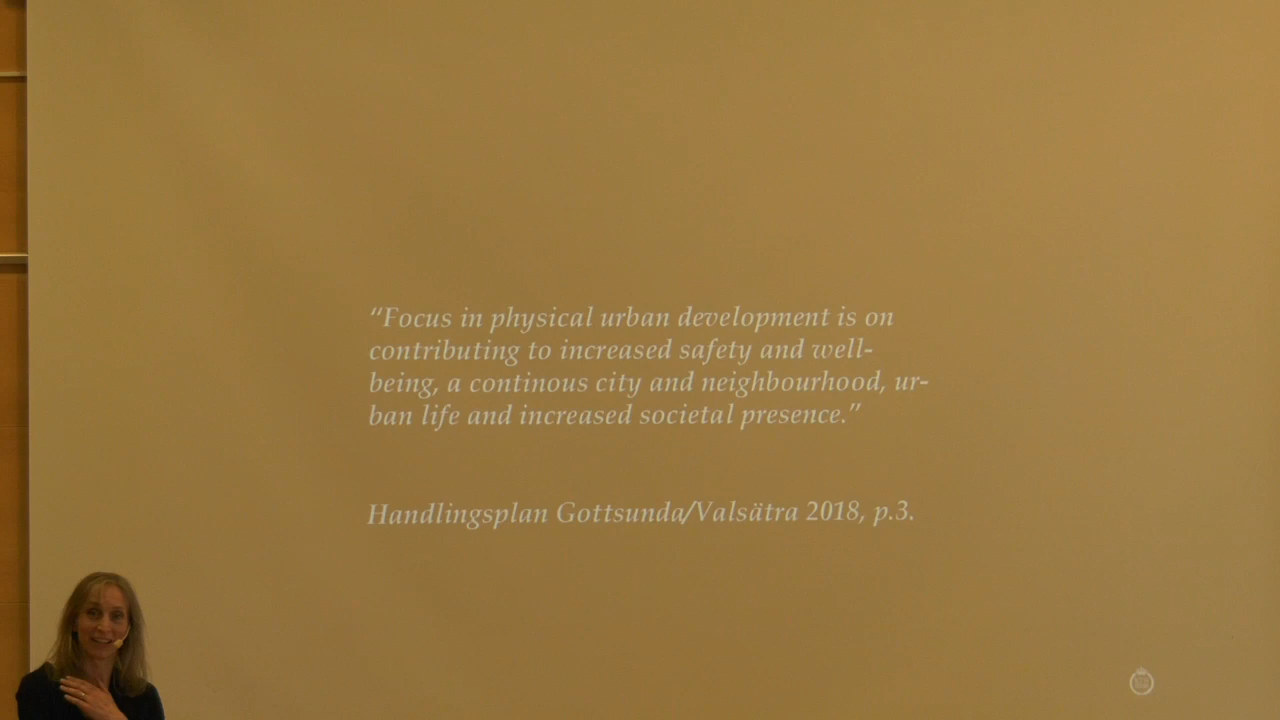 “Focus in physical urban development is on
contributing to increased safety and well-
being, a continous city and neighbourhood, ur-
ban life and increased societal presence.”
Handlingsplan Gottsunda/Valsätra 2018, p.3.